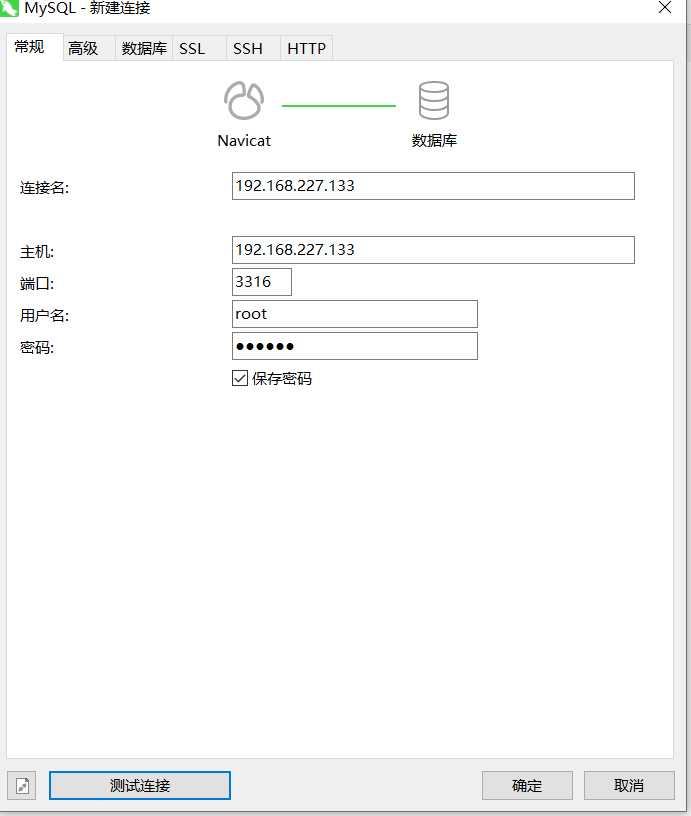 MySQL - 新建连接
常规 高级 数据库 SSL SSH HTTP
Navicat 数据库
连接名: 192.168.227.133
主机: 192.168.227.133
端口: 3316
用户名: root
密码: ●●●●●●
保存密码
测试连接 确定 取消